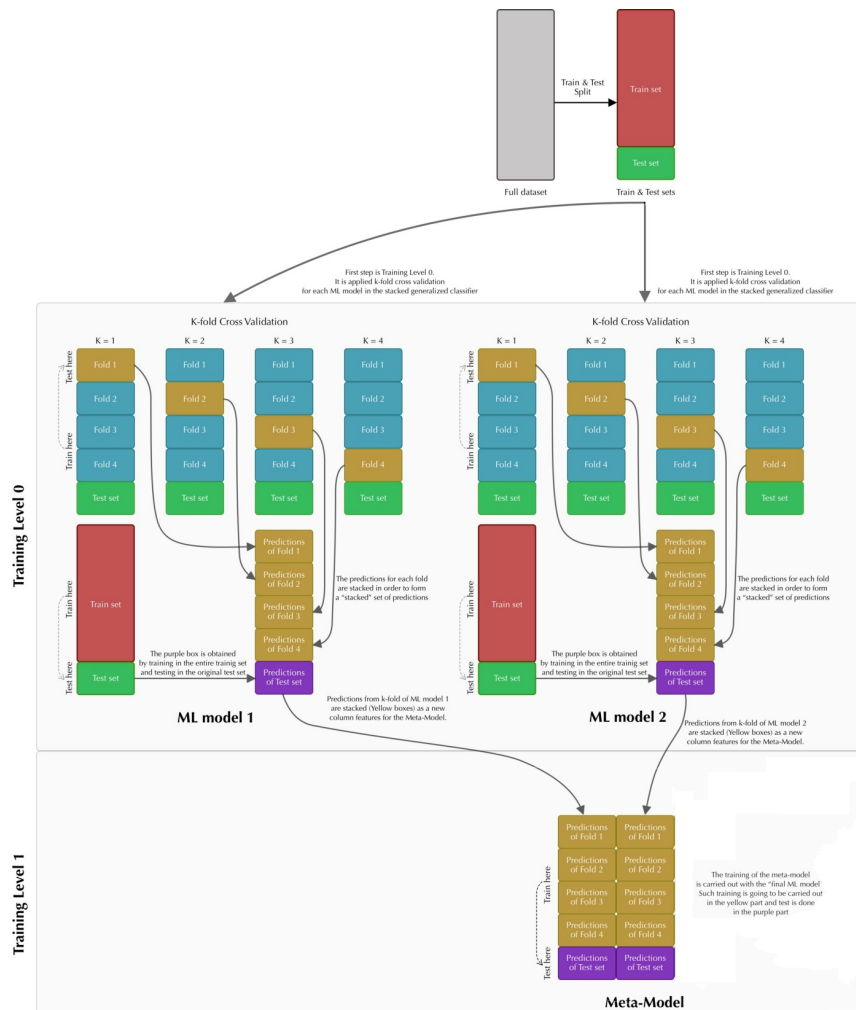 Train & Test
Split
Train set
Test set
Full dataset
Train & Test sets
First step is Training Level 0.
It is applied k-fold cross validation
for each ML model in the stacked generalized classifier
First step is Training Level 0.
It is applied k-fold cross validation
for each ML model in the stacked generalized classifier
Training Level 0
K-fold Cross Validation
K = 1
K = 2
K = 3
K = 4
Test here
Train here
Fold 1
Fold 2
Fold 3
Fold 4
Test set
Fold 1
Fold 2
Fold 3
Fold 4
Test set
Fold 1
Fold 2
Fold 3
Fold 4
Test set
Fold 1
Fold 2
Fold 3
Fold 4
Test set
Train here
Test here
Train set
Test set
Predictions
of Fold 1
Predictions
of Fold 2
Predictions
of Fold 3
Predictions
of Fold 4
Predictions
of Test set
The predictions for each fold
are stacked in order to form
a “stacked” set of predictions
The purple box is obtained
by training in the entire trainig set
and testing in the original test set
ML model 1
Predictions from k-fold of ML model 1
are stacked (Yellow boxes) as a new
column features for the Meta-Model.
K-fold Cross Validation
K = 1
K = 2
K = 3
K = 4
Test here
Train here
Fold 1
Fold 2
Fold 3
Fold 4
Test set
Fold 1
Fold 2
Fold 3
Fold 4
Test set
Fold 1
Fold 2
Fold 3
Fold 4
Test set
Fold 1
Fold 2
Fold 3
Fold 4
Test set
Train here
Test here
Train set
Test set
Predictions
of Fold 1
Predictions
of Fold 2
Predictions
of Fold 3
Predictions
of Fold 4
Predictions
of Test set
The predictions for each fold
are stacked in order to form
a “stacked” set of predictions
The purple box is obtained
by training in the entire trainig set
and testing in the original test set
ML model 2
Predictions from k-fold of ML model 2
are stacked (Yellow boxes) as a new
column features for the Meta-Model.
Training Level 1
Train here
Test here
Predictions
of Fold 1
Predictions
of Fold 1
Predictions
of Fold 2
Predictions
of Fold 2
Predictions
of Fold 3
Predictions
of Fold 3
Predictions
of Fold 4
Predictions
of Fold 4
Predictions
of Test set
Predictions
of Test set
The training of the meta-model
is carried out with the “final ML model
Such training is going to be carried out
in the yellow part and test is done
in the purple part
Meta-Model